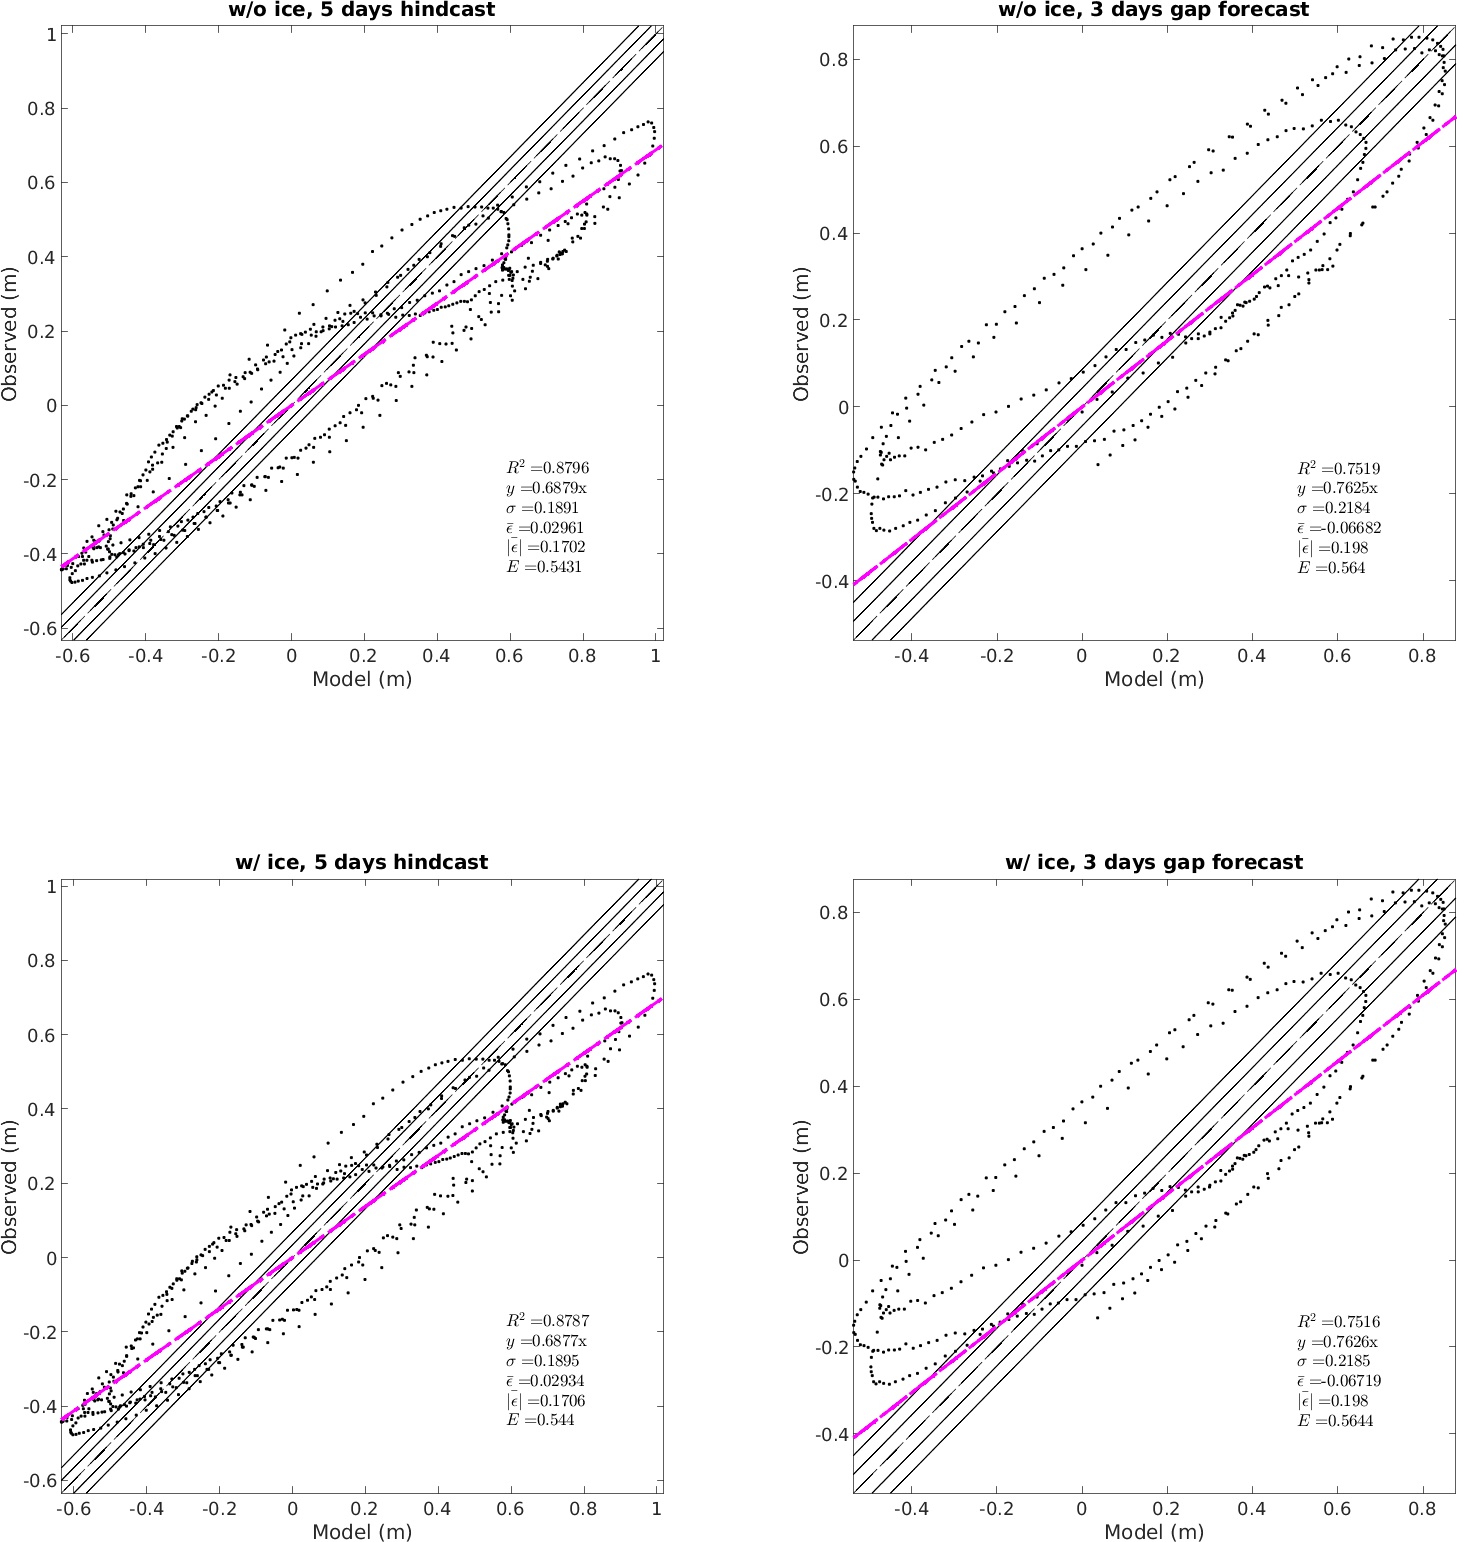 w/o ice, 5 days hindcast
1
0.8
0.6
0.4
0.2
0
-0.2
-0.4
-0.6
Observed (m)
R² =0.8796
y =0.6879x
σ =0.1891
ε̄ =0.02961
|ε̄| =0.1702
E =0.5431
-0.6 -0.4 -0.2 0 0.2 0.4 0.6 0.8 1
Model (m)
w/o ice, 3 days gap forecast
0.8
0.6
0.4
0.2
0
-0.2
-0.4
Observed (m)
R² =0.7519
y =0.7625x
σ =0.2184
ε̄ =-0.06682
|ε̄| =0.198
E =0.564
-0.4 -0.2 0 0.2 0.4 0.6 0.8
Model (m)
w/ ice, 5 days hindcast
1
0.8
0.6
0.4
0.2
0
-0.2
-0.4
-0.6
Observed (m)
R² =0.8787
y =0.6877x
σ =0.1895
ε̄ =0.02934
|ε̄| =0.1706
E =0.544
-0.6 -0.4 -0.2 0 0.2 0.4 0.6 0.8 1
Model (m)
w/ ice, 3 days gap forecast
0.8
0.6
0.4
0.2
0
-0.2
-0.4
Observed (m)
R² =0.7516
y =0.7626x
σ =0.2185
ε̄ =-0.06719
|ε̄| =0.198
E =0.5644
-0.4 -0.2 0 0.2 0.4 0.6 0.8
Model (m)